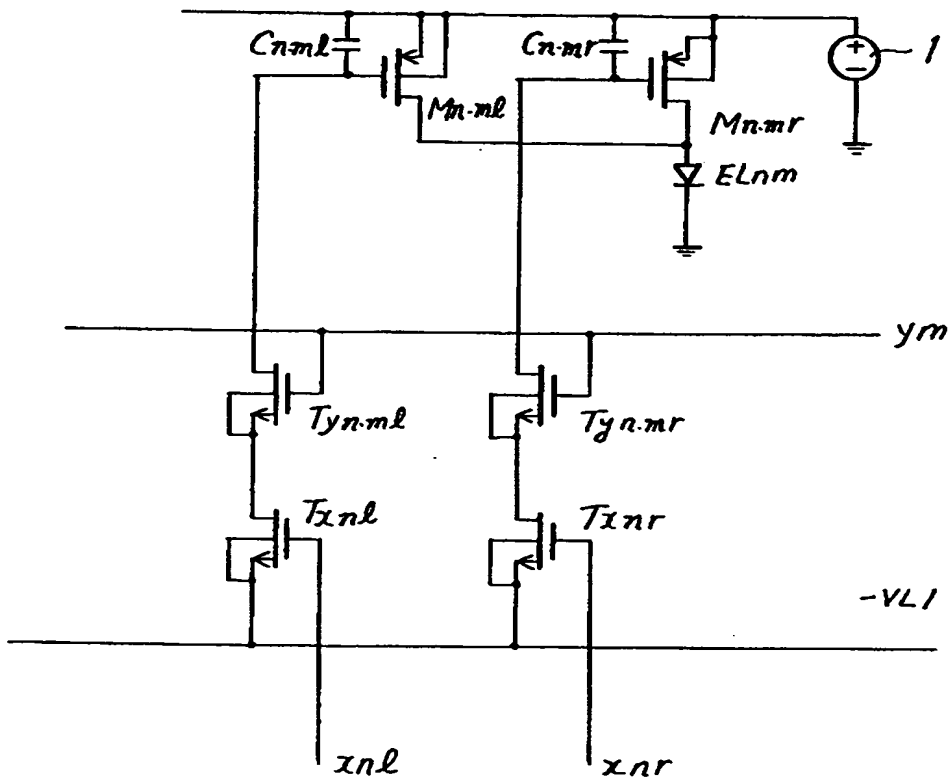 Cn·ml
Cn·mr
+
−
1
Mn·ml
Mn·mr
ELnm
ym
Tyn·ml
Tyn·mr
Txnl
Txnr
-VL1
xnl
xnr